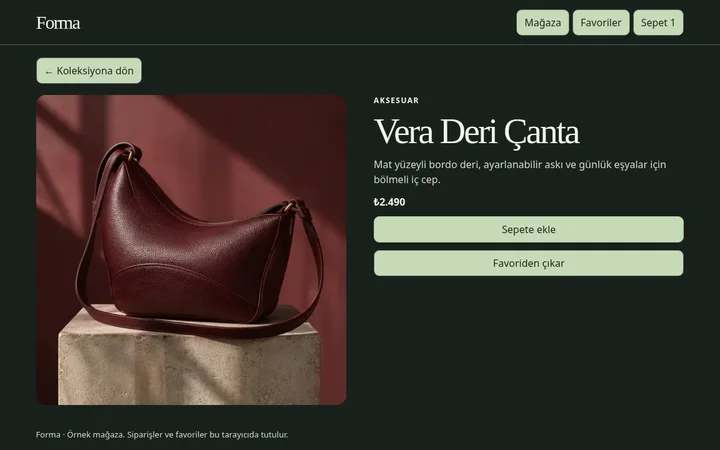 Forma
Mağaza
Favoriler
Sepet 1
← Koleksiyona dön
AKSESUAR
Vera Deri Çanta
Mat yüzeyli bordo deri, ayarlanabilir askı ve günlük eşyalar için
bölmeli iç cep.
₺2.490
Sepete ekle
Favoriden çıkar
Forma · Örnek mağaza. Siparişler ve favoriler bu tarayıcıda tutulur.